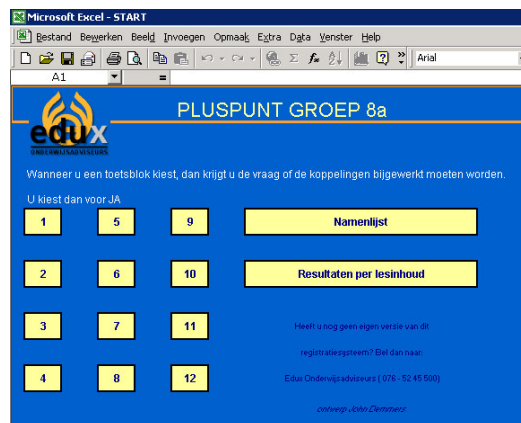 Microsoft Excel - START
Bestand Bewerken Beeld Invoegen Opmaak Extra Data Venster Help
Arial
A1 =
edux
ONDERWIJSADVISEURS
PLUSPUNT GROEP 8a
Wanneer u een toetsblok kiest, dan krijgt u de vraag of de koppelingen bijgewerkt moeten worden.
U kiest dan voor JA
1 5 9 Namenlijst
2 6 10 Resultaten per lesinhoud
3 7 11
Heeft u nog geen eigen versie van dit
registratiesysteem? Bel dan naar:
4 8 12
Edux Onderwijsadviseurs ( 076 - 52 45 500)
ontwerp John Demmers